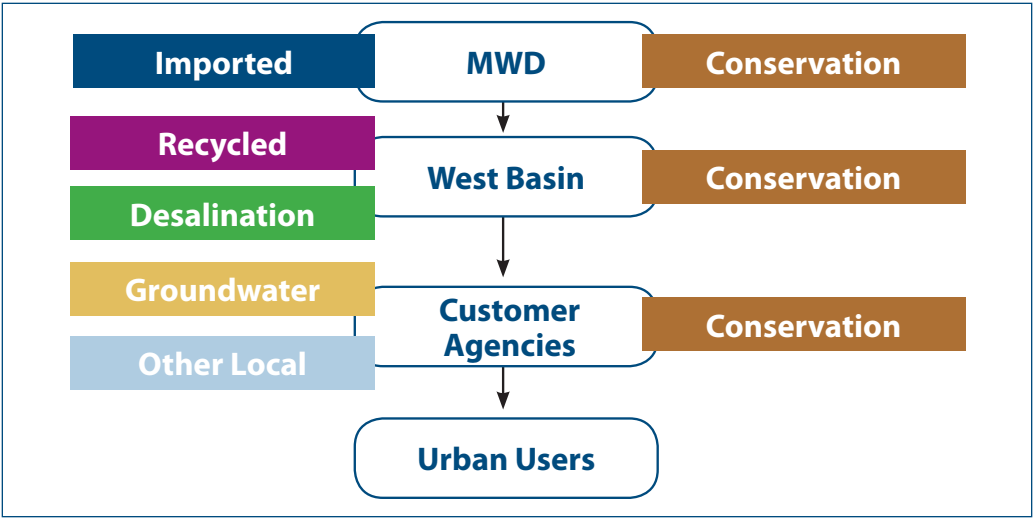 Imported
MWD
Conservation
Recycled
West Basin
Conservation
Desalination
Groundwater
Customer
Agencies
Conservation
Other Local
Urban Users